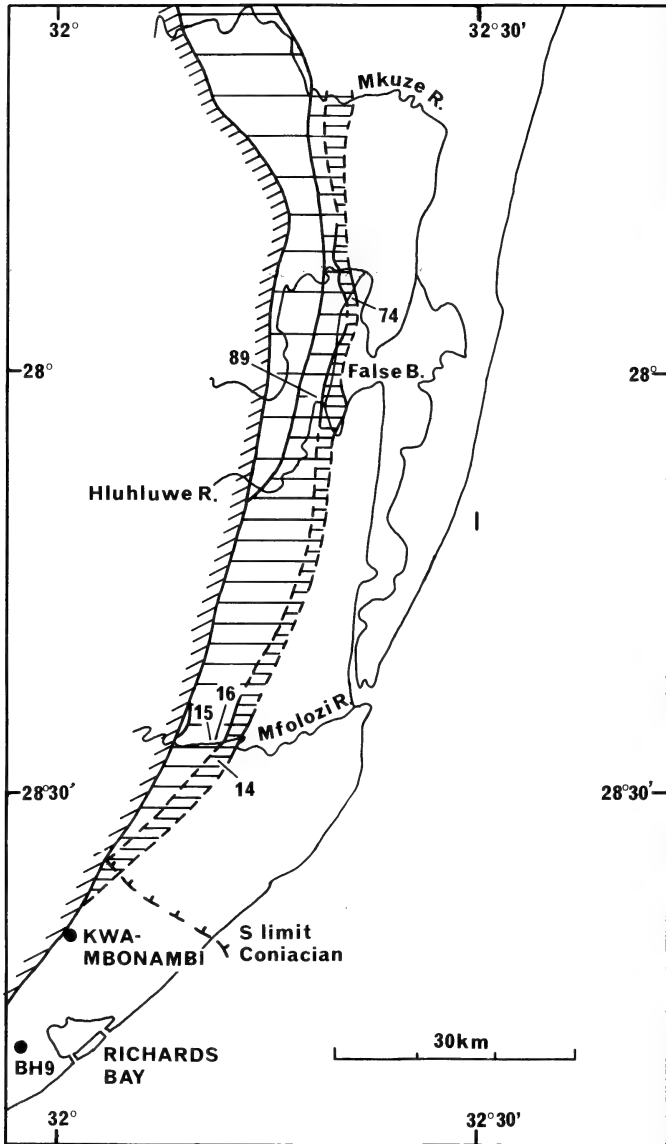 32°
32°30'
Mkuze R.
74
89
28°
False B.
28°
Hluhluwe R.
16
15
Mfolozi R.
14
28°30'
28°30'
KWA-
MBONAMBI
S limit
Coniacian
30km
BH9
RICHARDS
BAY
32°
32°30'